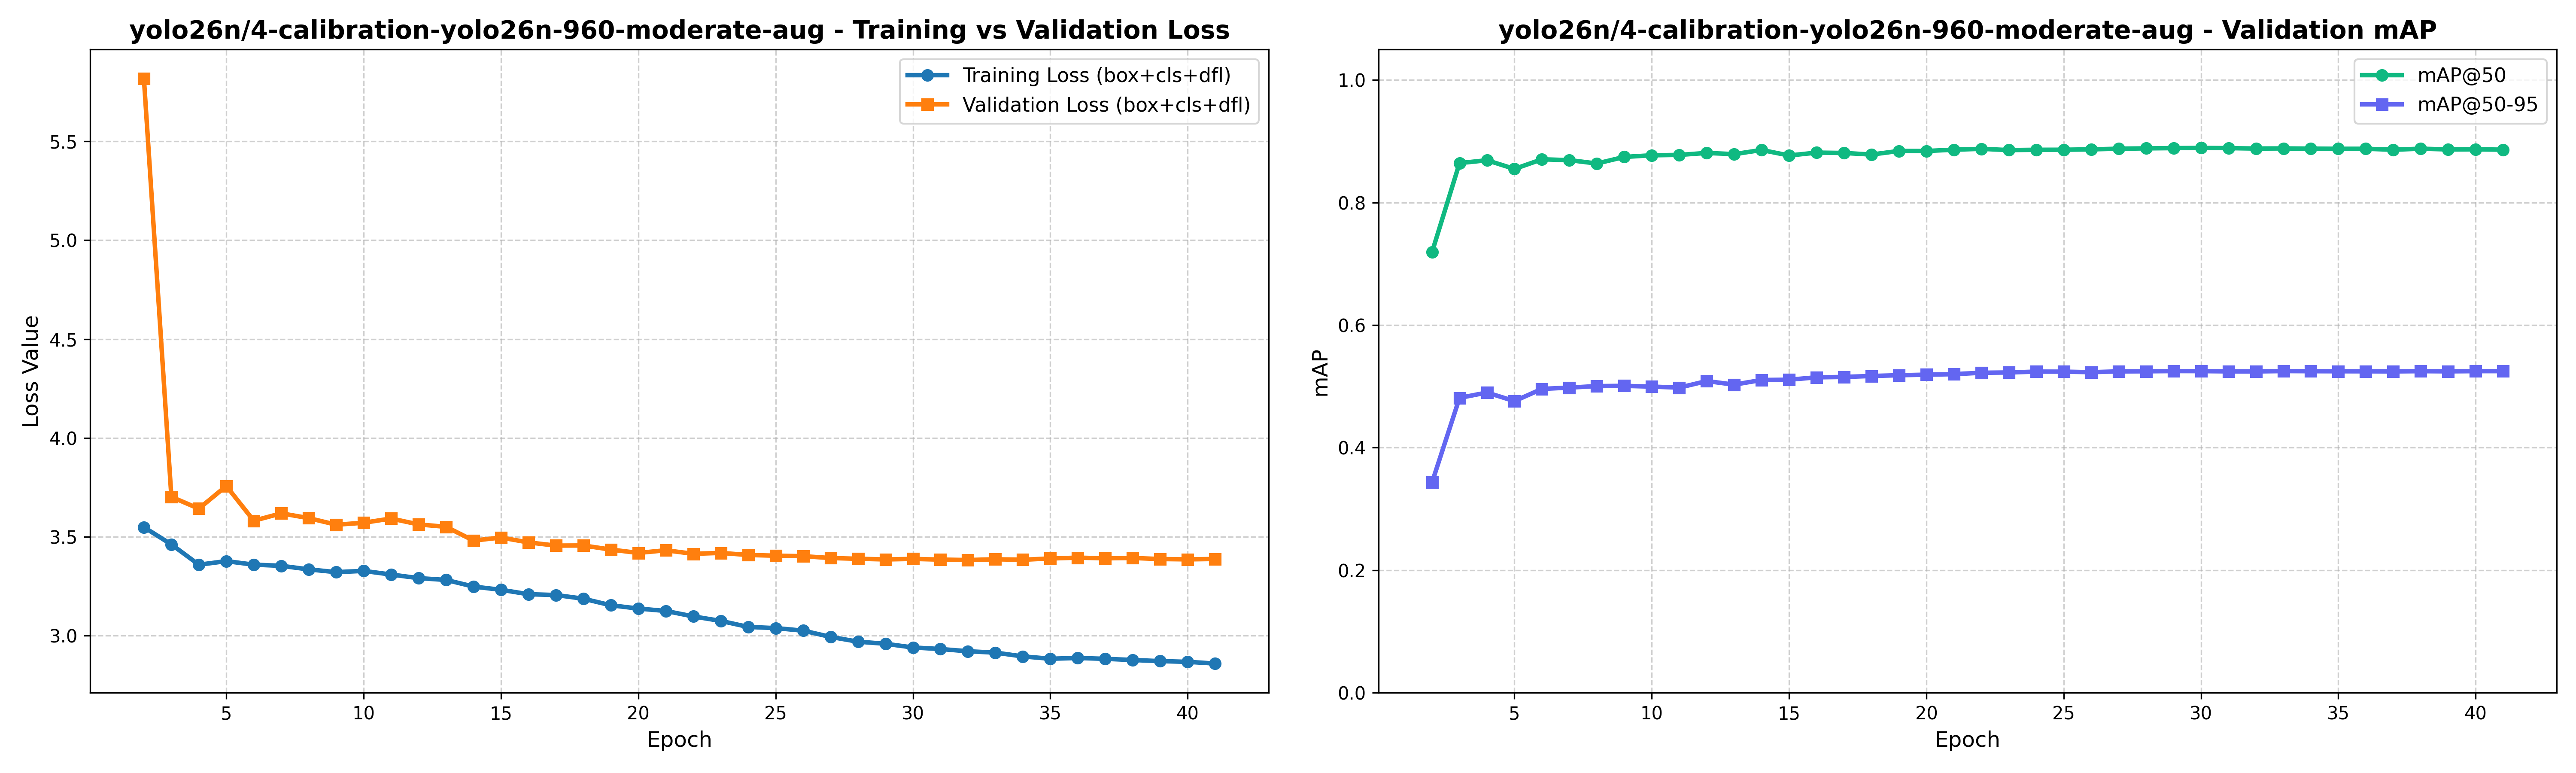 yolo26n/4-calibration-yolo26n-960-moderate-aug - Training vs Validation Loss
Training Loss (box+cls+dfl)
Validation Loss (box+cls+dfl)
Loss Value
5.5
5.0
4.5
4.0
3.5
3.0
5 10 15 20 25 30 35 40
Epoch
yolo26n/4-calibration-yolo26n-960-moderate-aug - Validation mAP
mAP@50
mAP@50-95
mAP
1.0
0.8
0.6
0.4
0.2
0.0
5 10 15 20 25 30 35 40
Epoch